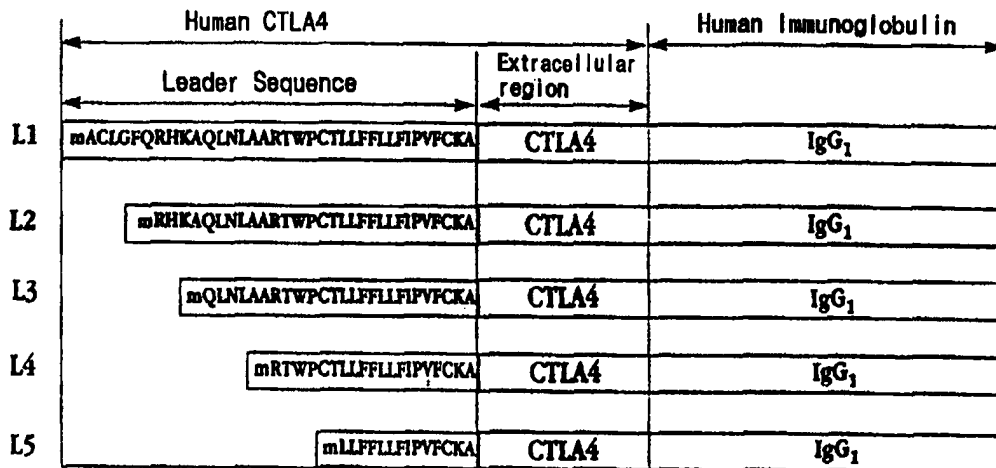 Human CTLA4 Human Immunoglobulin
Leader Sequence Extracellular
region
L1 mACLGFQRHKAQLNLAARTWPCTLLFFLLFIPVFCKA CTLA4 IgG₁
L2 mRHKAQLNLAARTWPCTLLFFLLFIPVFCKA CTLA4 IgG₁
L3 mQLNLAARTWPCTLLFFLLFIPVFCKA CTLA4 IgG₁
L4 mRTWPCTLLFFLLFIPVFCKA CTLA4 IgG₁
L5 mLLFFLLFIPVFCKA CTLA4 IgG₁